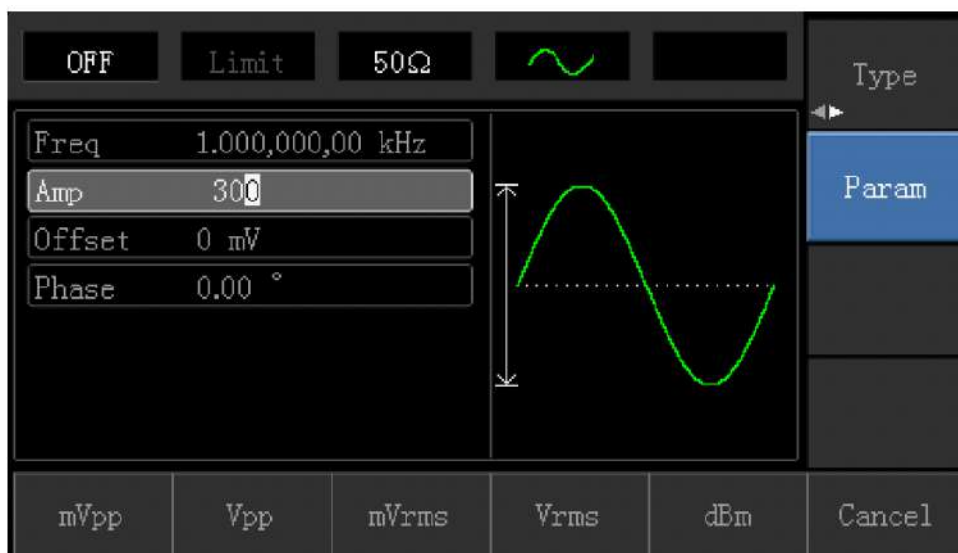 OFF Limit 50Ω
Type
Freq 1.000,000,00 kHz
Amp 300
Param
Offset 0 mV
Phase 0.00 °
mVpp Vpp mVrms Vrms dBm Cancel